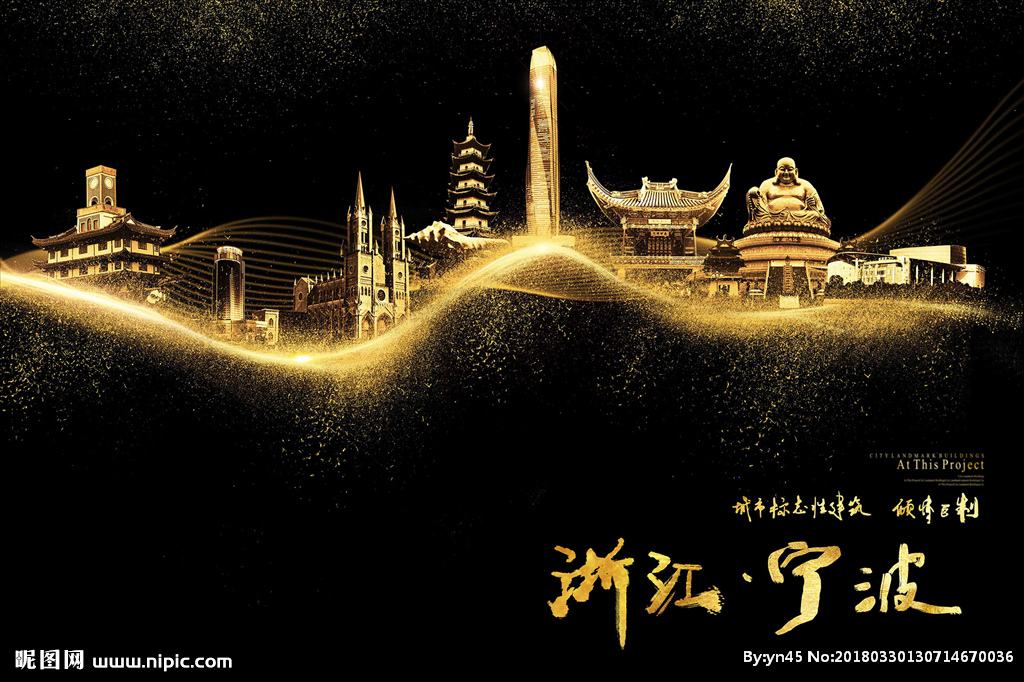 CITY LANDMARK BUILDINGS
At This Project
城市标志性建筑 倾情巨制
浙江·宁波
昵图网 www.nipic.com
By:yn45 No:20180330130714670036